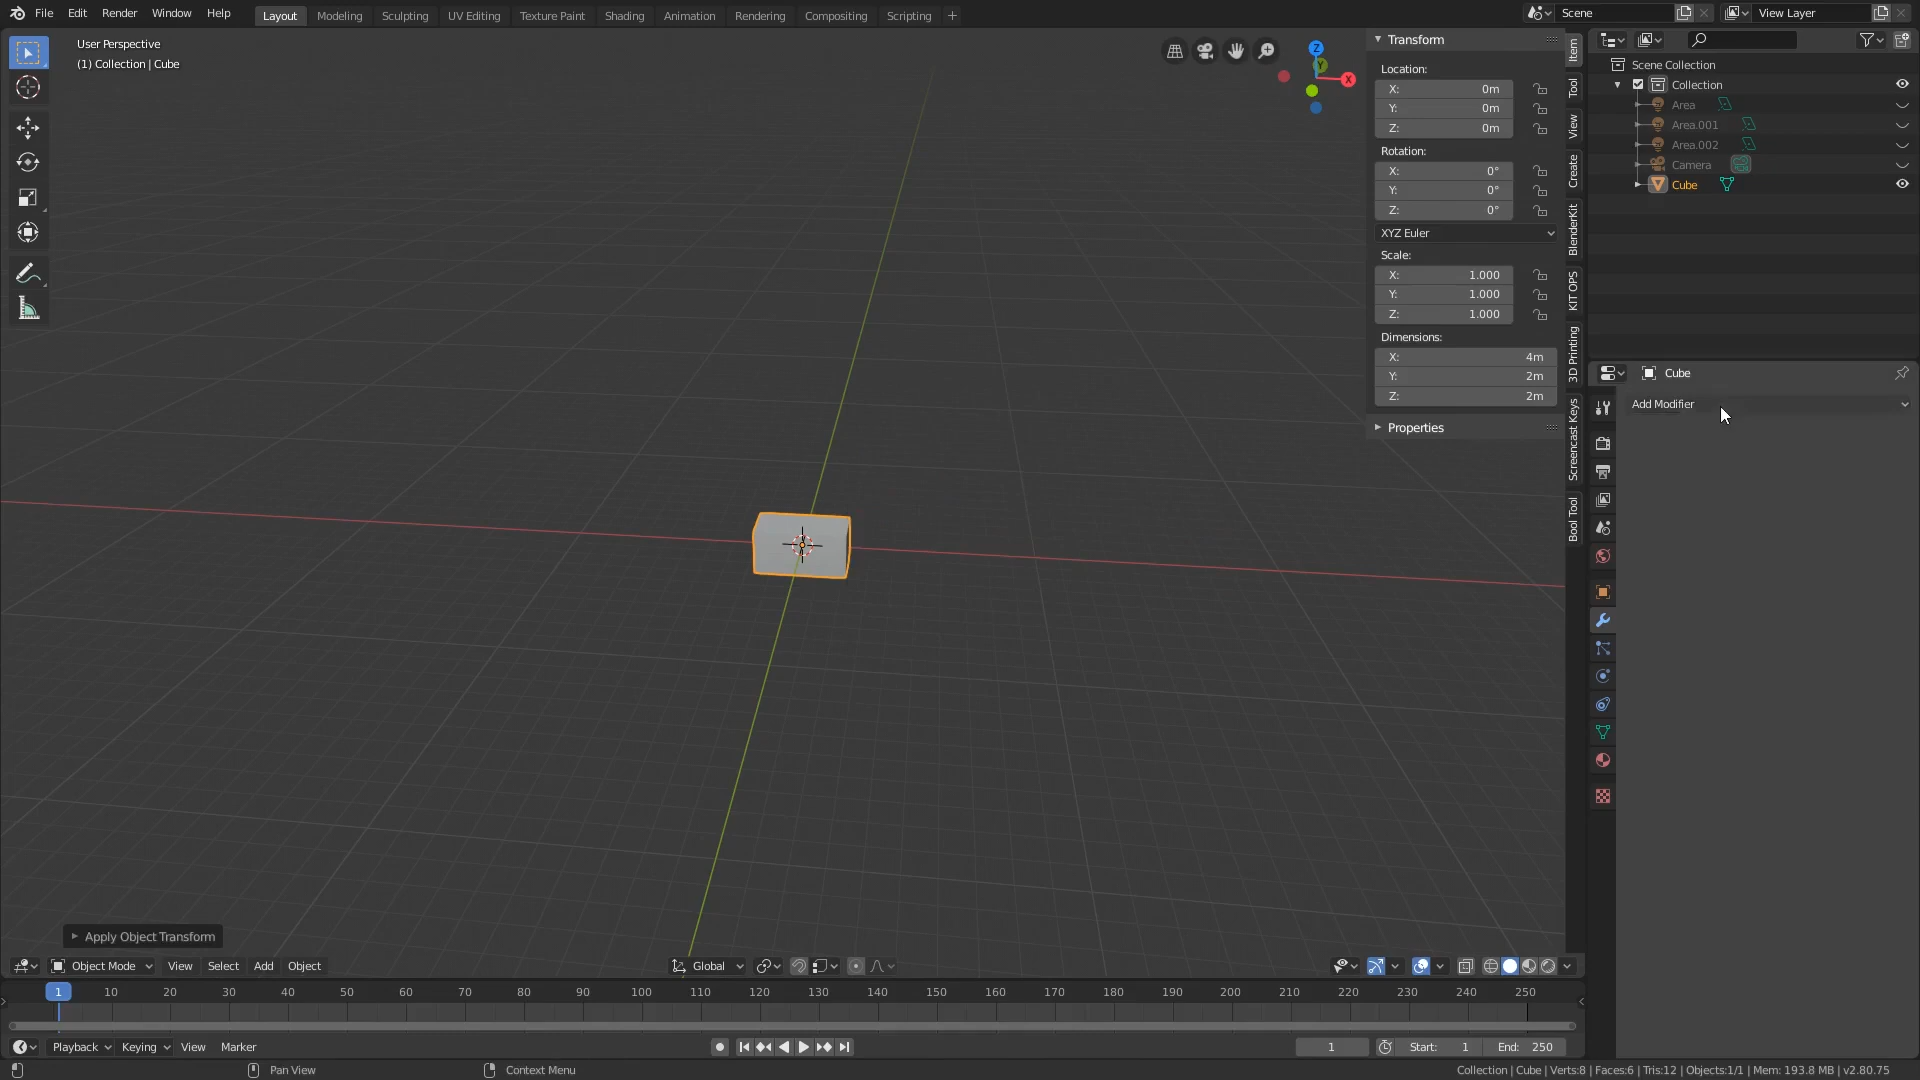 File Edit Render Window Help Layout Modeling Sculpting UV Editing Texture Paint Shading Animation Rendering Compositing Scripting + Scene View Layer
User Perspective
(1) Collection | Cube
Z
Y
X
Transform
Location:
X: 0m
Y: 0m
Z: 0m
Rotation:
X: 0°
Y: 0°
Z: 0°
XYZ Euler
Scale:
X: 1.000
Y: 1.000
Z: 1.000
Dimensions:
X: 4m
Y: 2m
Z: 2m
Properties
Item
Tool
View
Create
BlenderKit
KIT OPS
3D Printing
Screencast Keys
Bool Tool
Scene Collection
Collection
Area
Area.001
Area.002
Camera
Cube
Cube
Add Modifier
Apply Object Transform
Object Mode View Select Add Object Global
1 10 20 30 40 50 60 70 80 90 100 110 120 130 140 150 160 170 180 190 200 210 220 230 240 250
Playback Keying View Marker 1 Start: 1 End: 250
Pan View Context Menu Collection | Cube | Verts:8 | Faces:6 | Tris:12 | Objects:1/1 | Mem: 193.8 MB | v2.80.75